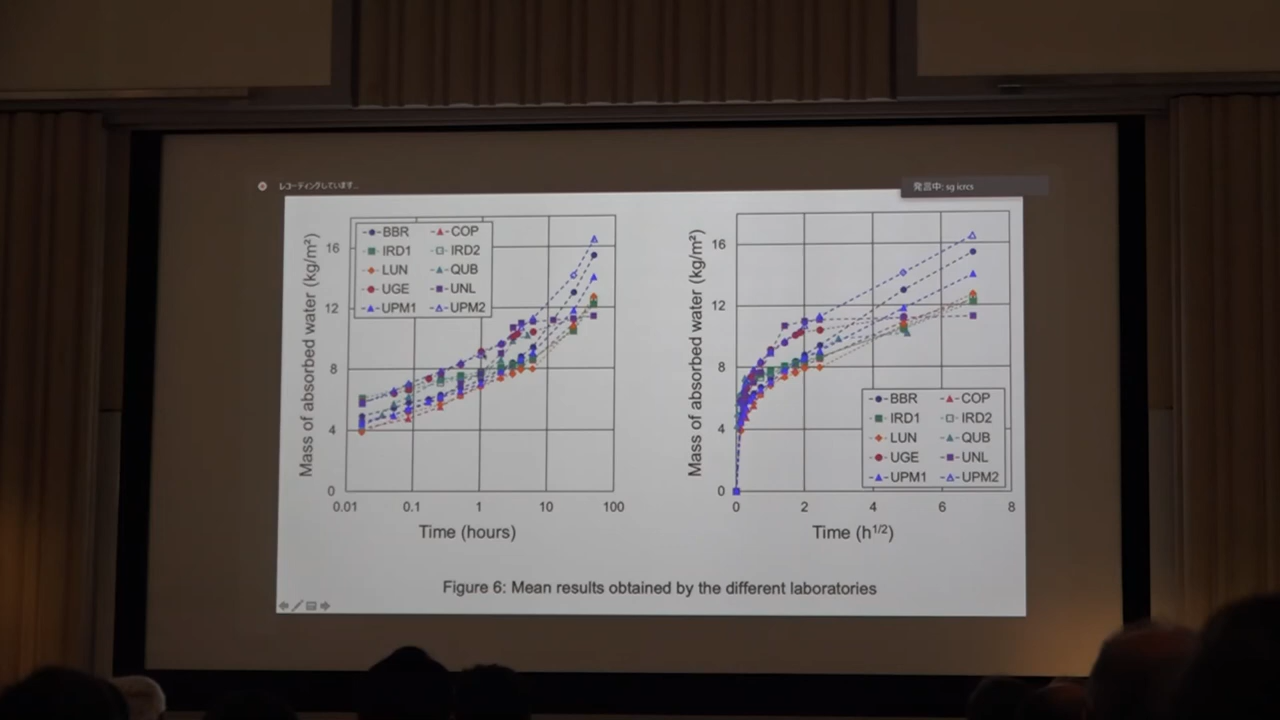 レコーディングしています...
発言中: sg icrcs
Mass of absorbed water (kg/m²)
16
12
8
4
0
BBR COP
IRD1 IRD2
LUN QUB
UGE UNL
UPM1 UPM2
0.01 0.1 1 10 100
Time (hours)
Mass of absorbed water (kg/m²)
16
12
8
4
0
BBR COP
IRD1 IRD2
LUN QUB
UGE UNL
UPM1 UPM2
0 2 4 6 8
Time (h¹/²)
Figure 6: Mean results obtained by the different laboratories